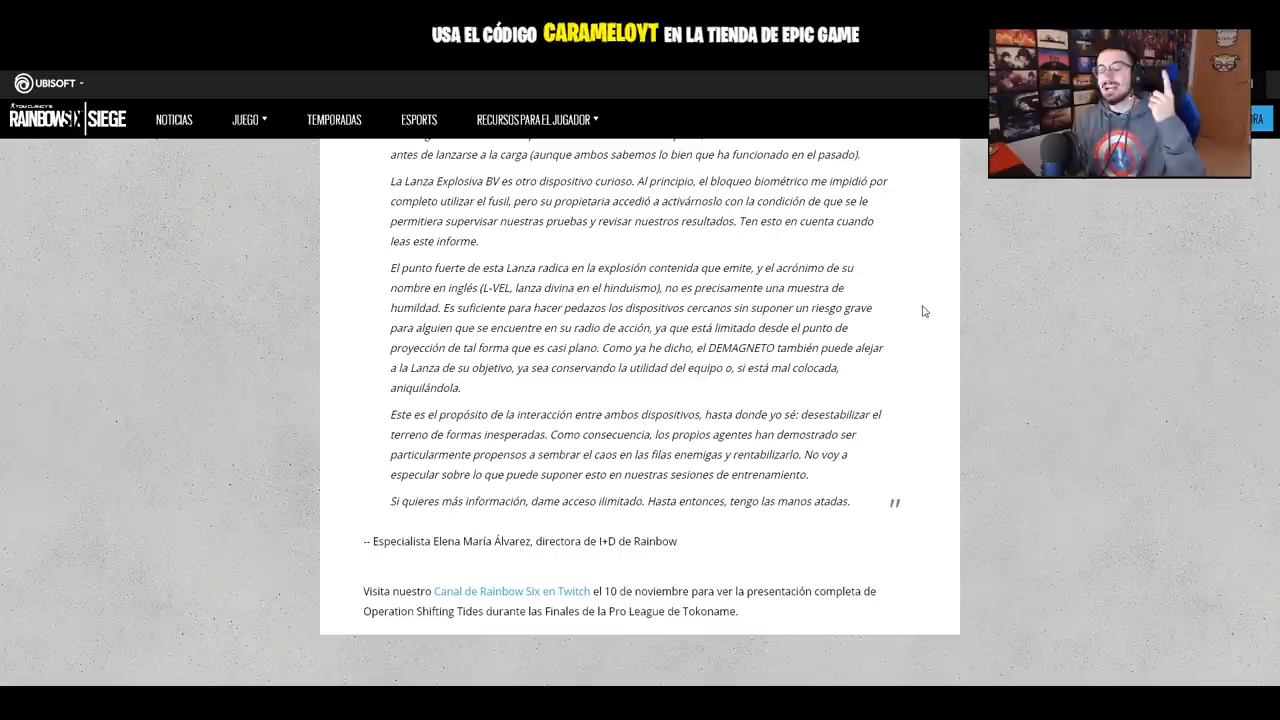 USA EL CÓDIGO CARAMELOYT EN LA TIENDA DE EPIC GAME
UBISOFT
TOM CLANCY'S
RAINBOWSIX | SIEGE
NOTICIAS
JUEGO
TEMPORADAS
ESPORTS
RECURSOS PARA EL JUGADOR
ORA
antes de lanzarse a la carga (aunque ambos sabemos lo bien que ha funcionado en el pasado).
La Lanza Explosiva BV es otro dispositivo curioso. Al principio, el bloqueo biométrico me impidió por
completo utilizar el fusil, pero su propietaria accedió a activárnoslo con la condición de que se le
permitiera supervisar nuestras pruebas y revisar nuestros resultados. Ten esto en cuenta cuando
leas este informe.
El punto fuerte de esta Lanza radica en la explosión contenida que emite, y el acrónimo de su
nombre en inglés (L-VEL, lanza divina en el hinduismo), no es precisamente una muestra de
humildad. Es suficiente para hacer pedazos los dispositivos cercanos sin suponer un riesgo grave
para alguien que se encuentre en su radio de acción, ya que está limitado desde el punto de
proyección de tal forma que es casi plano. Como ya he dicho, el DEMAGNETO también puede alejar
a la Lanza de su objetivo, ya sea conservando la utilidad del equipo o, si está mal colocada,
aniquilándola.
Este es el propósito de la interacción entre ambos dispositivos, hasta donde yo sé: desestabilizar el
terreno de formas inesperadas. Como consecuencia, los propios agentes han demostrado ser
particularmente propensos a sembrar el caos en las filas enemigas y rentabilizarlo. No voy a
especular sobre lo que puede suponer esto en nuestras sesiones de entrenamiento.
Si quieres más información, dame acceso ilimitado. Hasta entonces, tengo las manos atadas. "
-- Especialista Elena María Álvarez, directora de I+D de Rainbow
Visita nuestro Canal de Rainbow Six en Twitch el 10 de noviembre para ver la presentación completa de
Operation Shifting Tides durante las Finales de la Pro League de Tokoname.